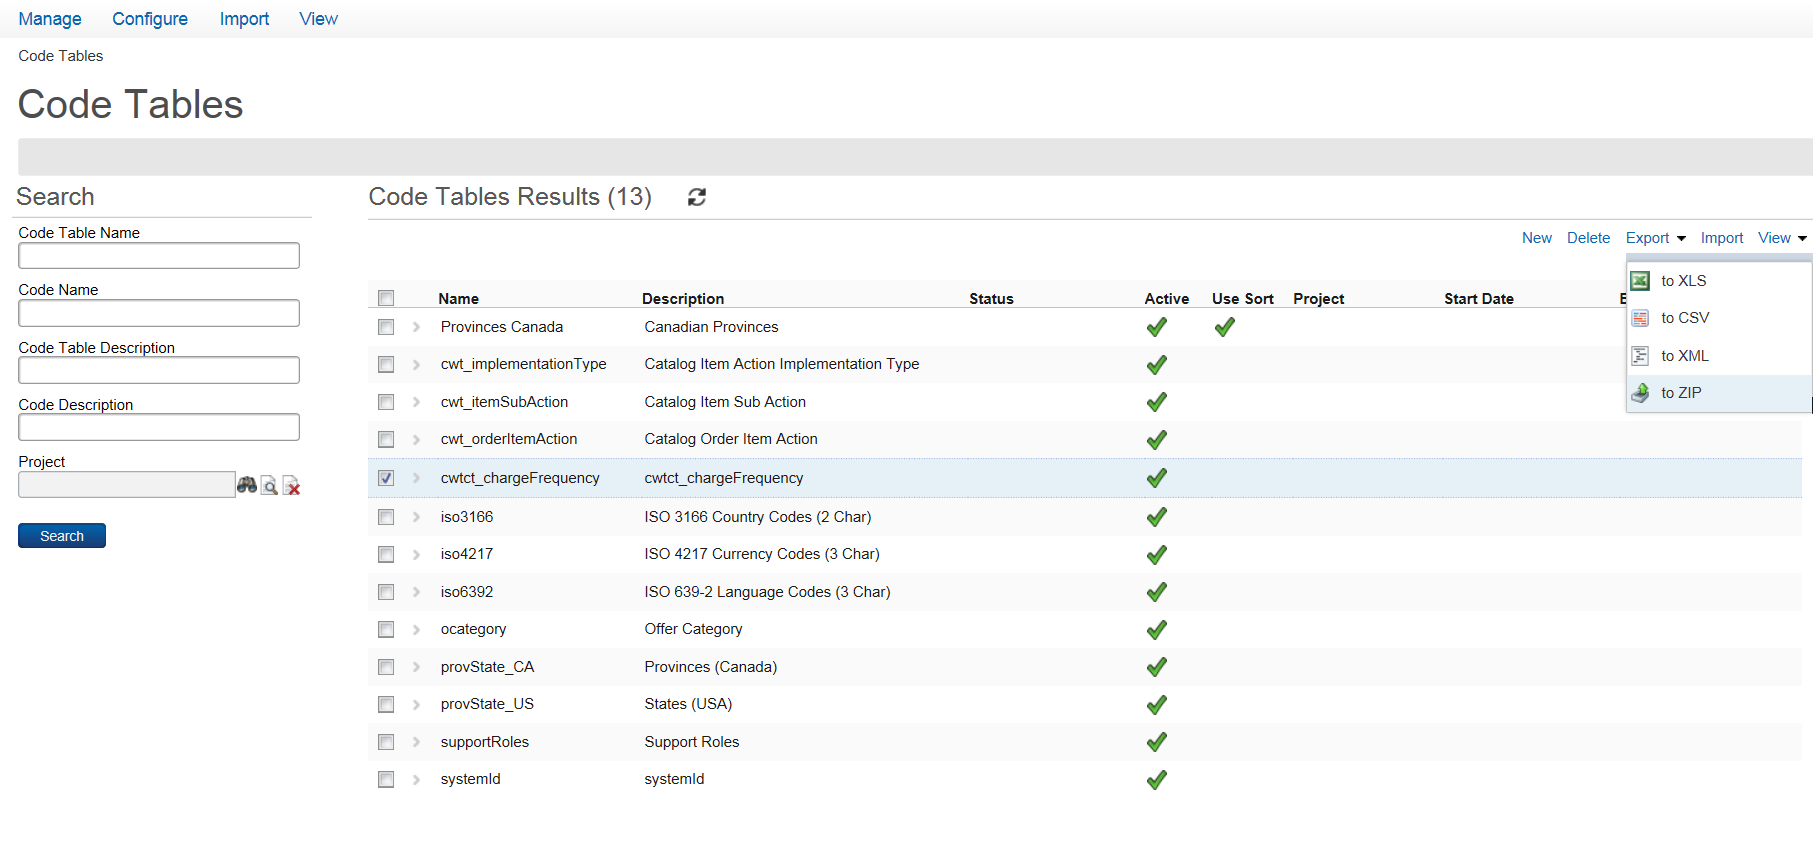 Manage Configure Import View
Code Tables
Code Tables
Search
Code Table Name
Code Name
Code Table Description
Code Description
Project
Search
Code Tables Results (13)
New Delete Export Import View
to XLS
to CSV
to XML
to ZIP
Name Description Status Active Use Sort Project Start Date
Provinces Canada Canadian Provinces
cwt_implementationType Catalog Item Action Implementation Type
cwt_itemSubAction Catalog Item Sub Action
cwt_orderItemAction Catalog Order Item Action
cwtct_chargeFrequency cwtct_chargeFrequency
iso3166 ISO 3166 Country Codes (2 Char)
iso4217 ISO 4217 Currency Codes (3 Char)
iso6392 ISO 639-2 Language Codes (3 Char)
ocategory Offer Category
provState_CA Provinces (Canada)
provState_US States (USA)
supportRoles Support Roles
systemId systemId